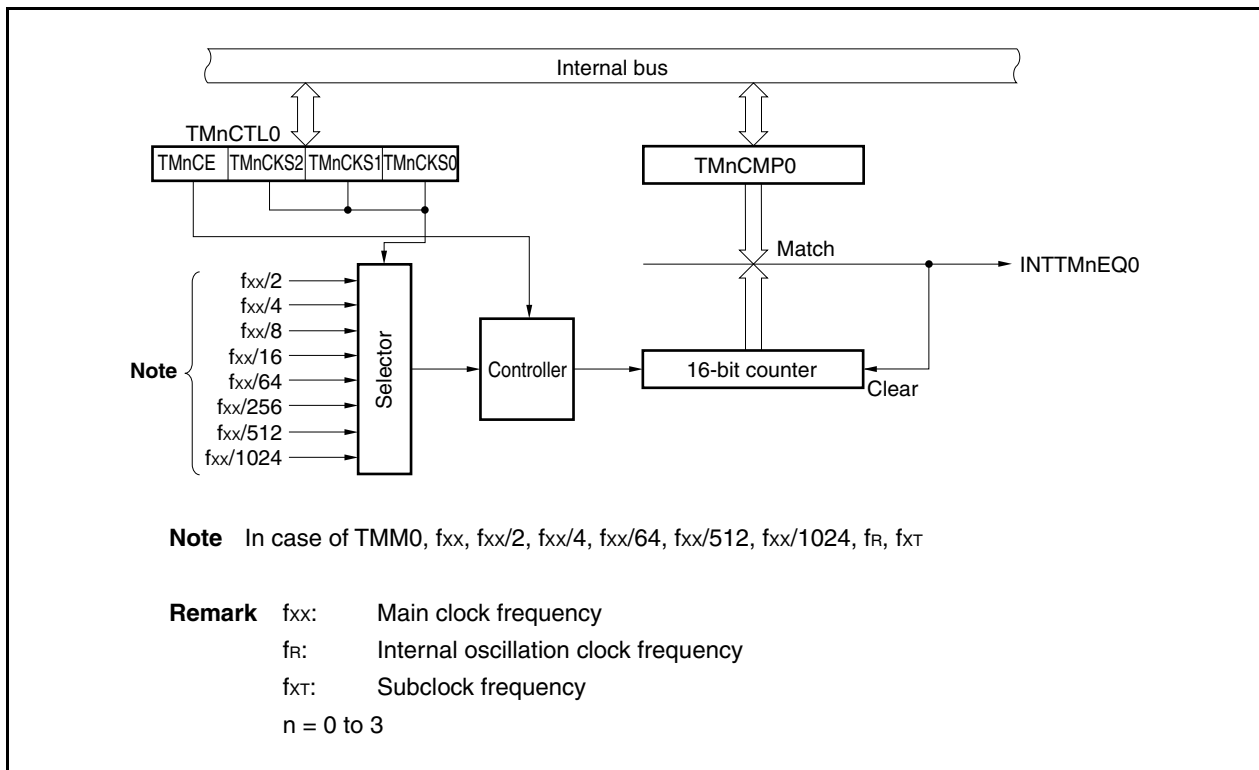 Internal bus
TMnCTL0
TMnCE TMnCKS2 TMnCKS1 TMnCKS0
TMnCMP0
Match
INTTMnEQ0
fxx/2
fxx/4
fxx/8
fxx/16
fxx/64
fxx/256
fxx/512
fxx/1024
Note
Selector
Controller
16-bit counter
Clear
Note In case of TMM0, fxx, fxx/2, fxx/4, fxx/64, fxx/512, fxx/1024, fR, fXT
Remark fxx: Main clock frequency
fR: Internal oscillation clock frequency
fXT: Subclock frequency
n = 0 to 3